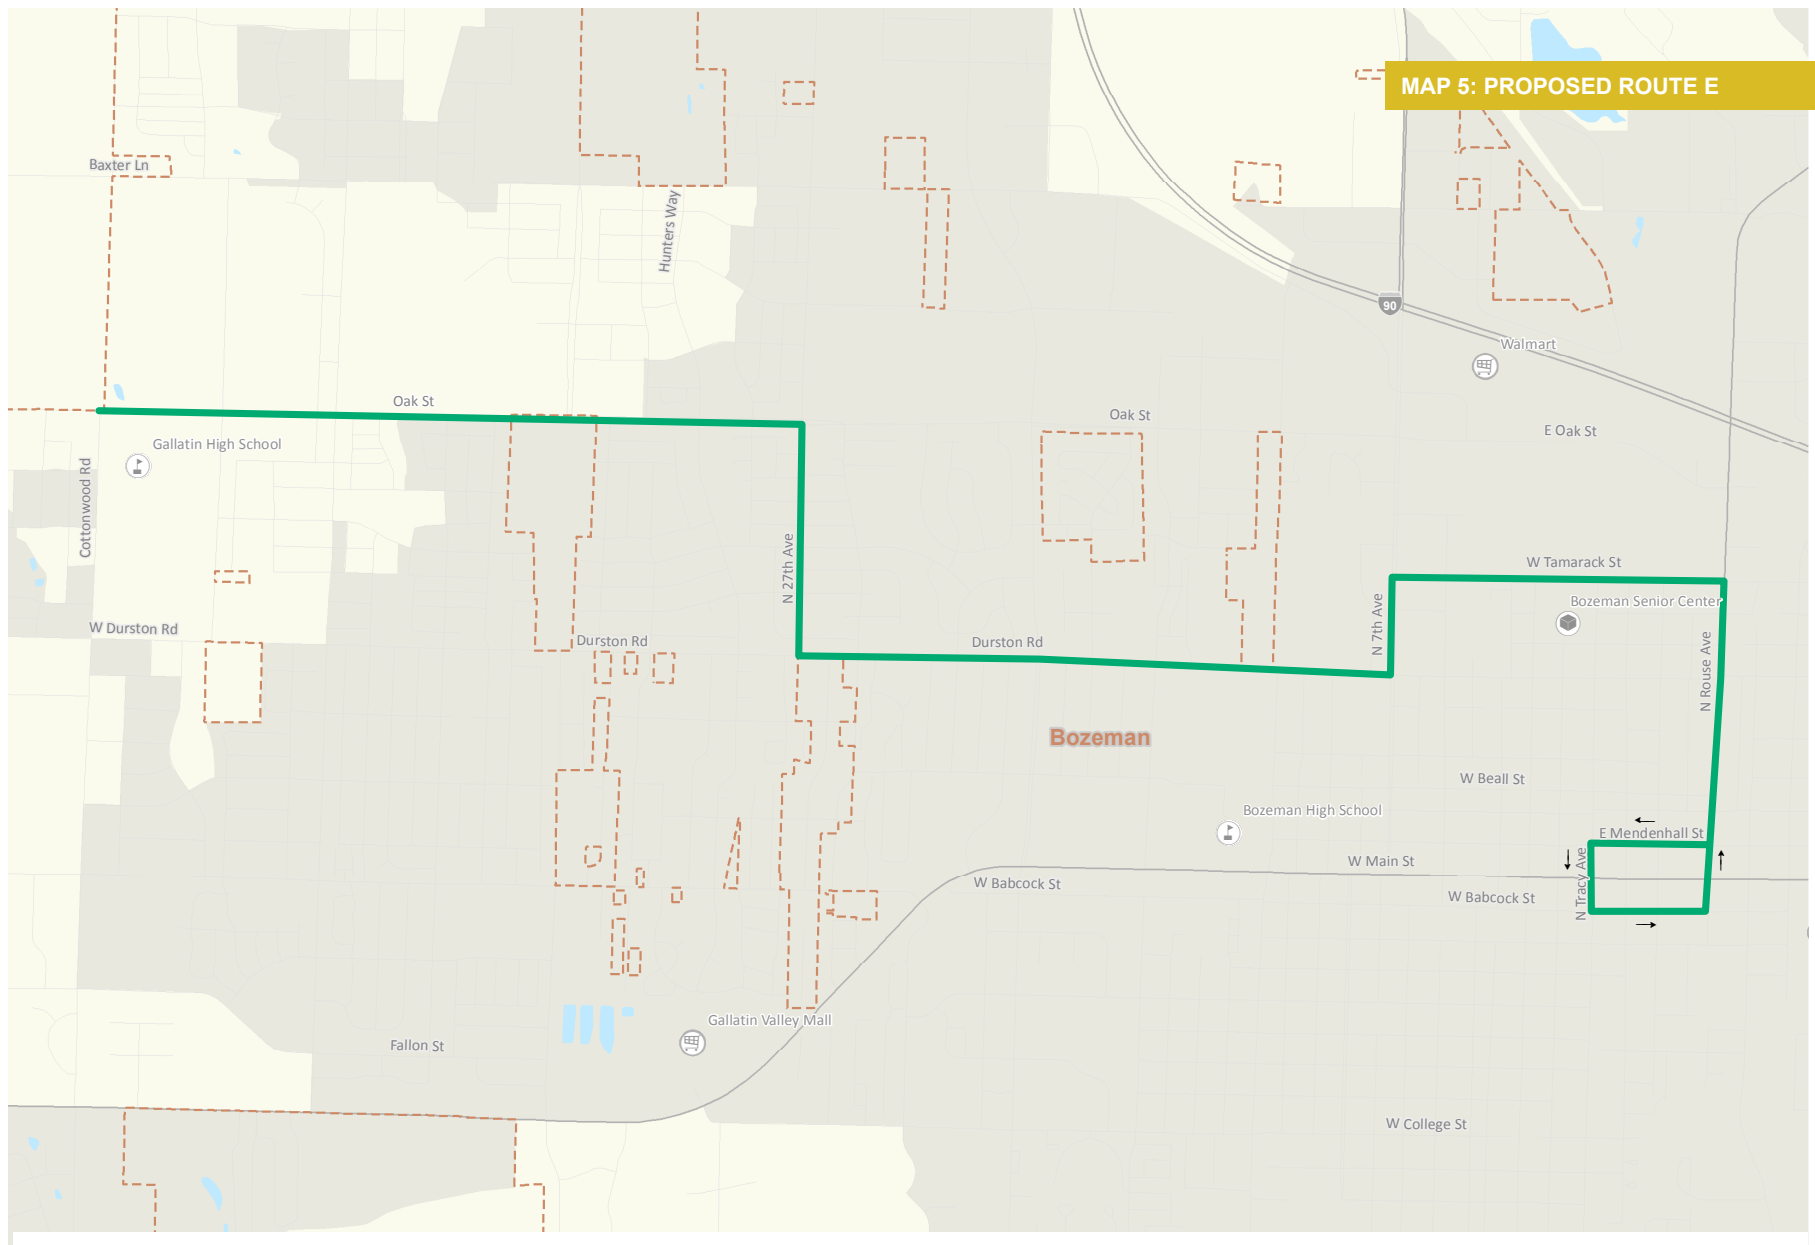 MAP 5: PROPOSED ROUTE E
Baxter Ln
Hunters Way
90
Walmart
Oak St
Oak St
E Oak St
Gallatin High School
Cottonwood Rd
N 27th Ave
W Tamarack St
Bozeman Senior Center
N 7th Ave
W Durston Rd
Durston Rd
Durston Rd
N Rouse Ave
Bozeman
W Beall St
Bozeman High School
E Mendenhall St
W Main St
N Tracy Ave
W Babcock St
W Babcock St
Gallatin Valley Mall
Fallon St
W College St